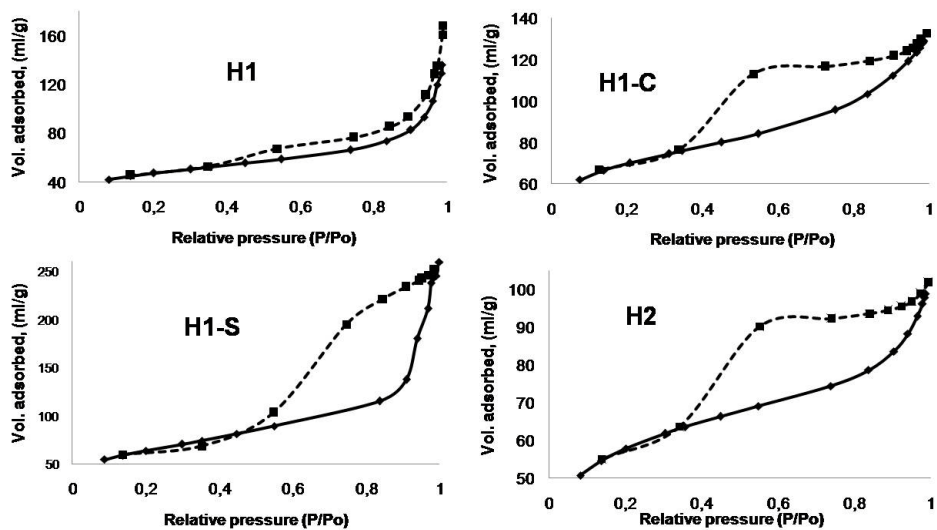 H1
Vol. adsorbed, (ml/g)
160
120
80
40
0 0,2 0,4 0,6 0,8 1
Relative pressure (P/Po)
H1-C
Vol. adsorbed, (ml/g)
140
120
100
80
60
0 0,2 0,4 0,6 0,8 1
Relative pressure (P/Po)
H1-S
Vol. adsorbed, (ml/g)
250
200
150
100
50
0 0,2 0,4 0,6 0,8 1
Relative pressure (P/Po)
H2
Vol. adsorbed, (ml/g)
100
90
80
70
60
50
0 0,2 0,4 0,6 0,8 1
Relative pressure (P/Po)